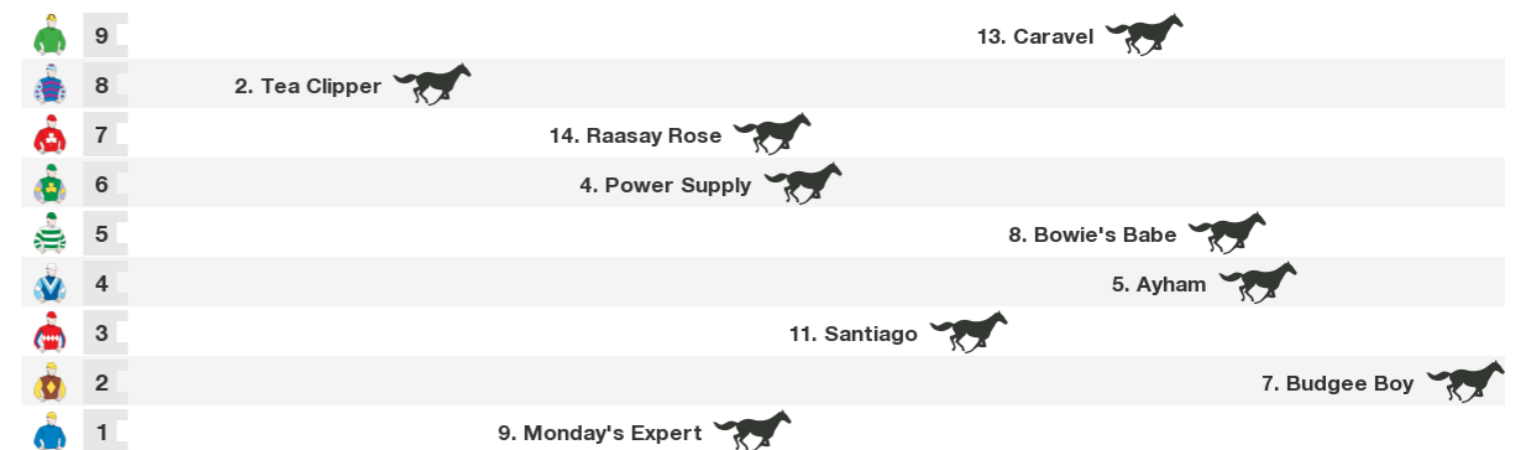 9 13. Caravel
8 2. Tea Clipper
7 14. Raasay Rose
6 4. Power Supply
5 8. Bowie's Babe
4 5. Ayham
3 11. Santiago
2 7. Budgee Boy
1 9. Monday's Expert